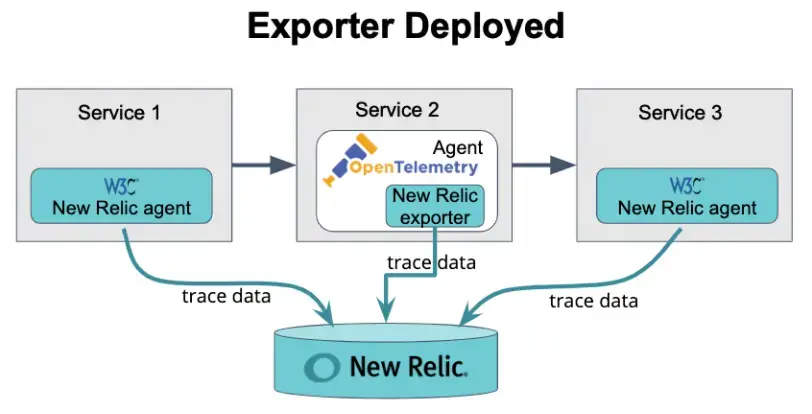 Exporter Deployed
Service 1
W3C
New Relic agent
trace data
Service 2
Agent
OpenTelemetry
New Relic
exporter
trace data
Service 3
W3C
New Relic agent
trace data
New Relic